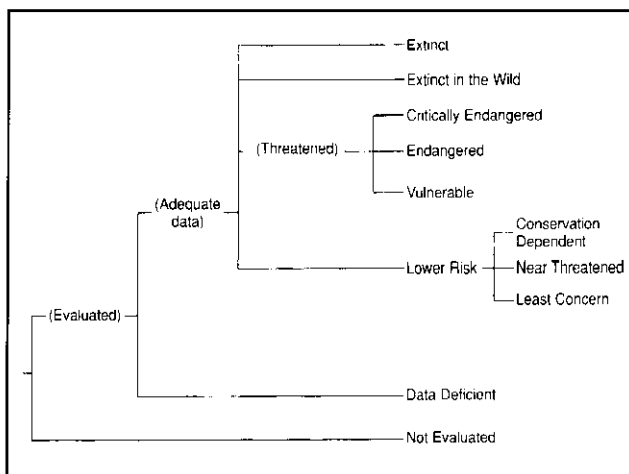 Extinct
Extinct in the Wild
Critically Endangered
(Threatened)
Endangered
Vulnerable
(Adequate
data)
Conservation
Dependent
Lower Risk
Near Threatened
Least Concern
(Evaluated)
Data Deficient
Not Evaluated